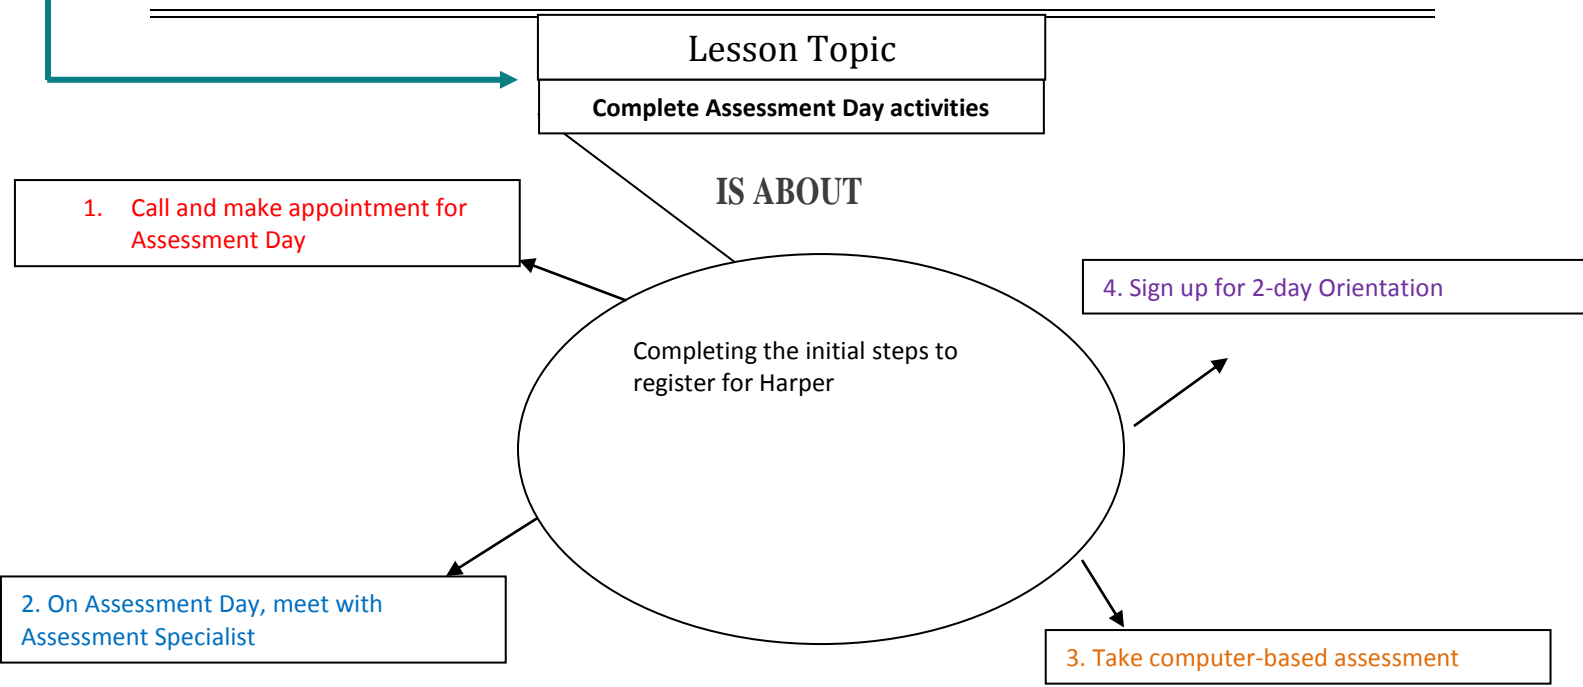 Lesson Topic
Complete Assessment Day activities
IS ABOUT
1. Call and make appointment for
Assessment Day
4. Sign up for 2-day Orientation
Completing the initial steps to
register for Harper
2. On Assessment Day, meet with
Assessment Specialist
3. Take computer-based assessment